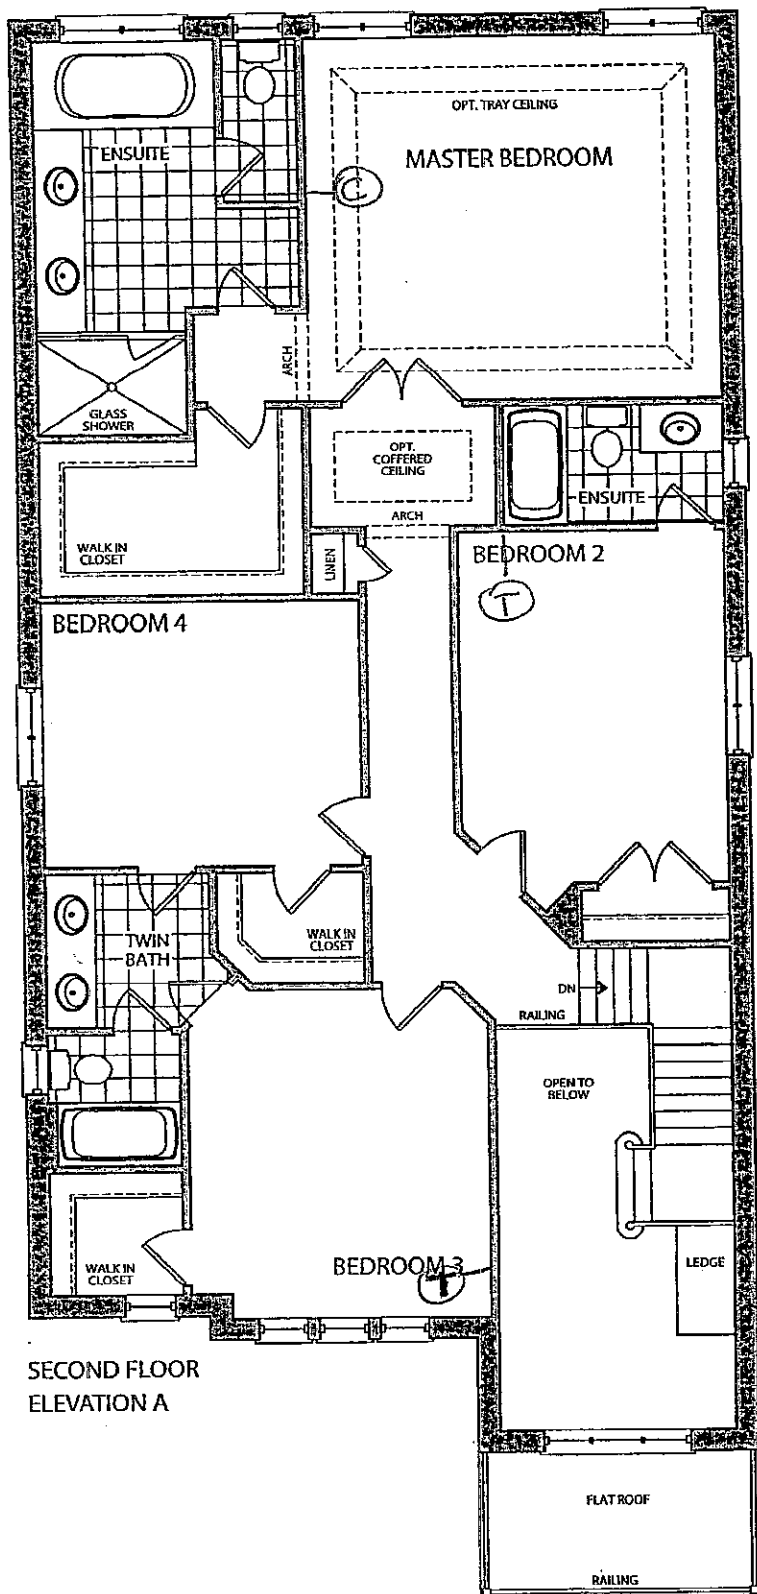 OPT. TRAY CEILING
ENSUITE
MASTER BEDROOM
C
ARCH
GLASS
SHOWER
OPT.
COFFERED
CEILING
ENSUITE
ARCH
WALK IN
CLOSET
LINEN
BEDROOM 2
T
BEDROOM 4
TWIN
BATH
WALK IN
CLOSET
DN
RAILING
OPEN TO
BELOW
WALK IN
CLOSET
BEDROOM 3
T
LEDGE
SECOND FLOOR
ELEVATION A
FLAT ROOF
RAILING